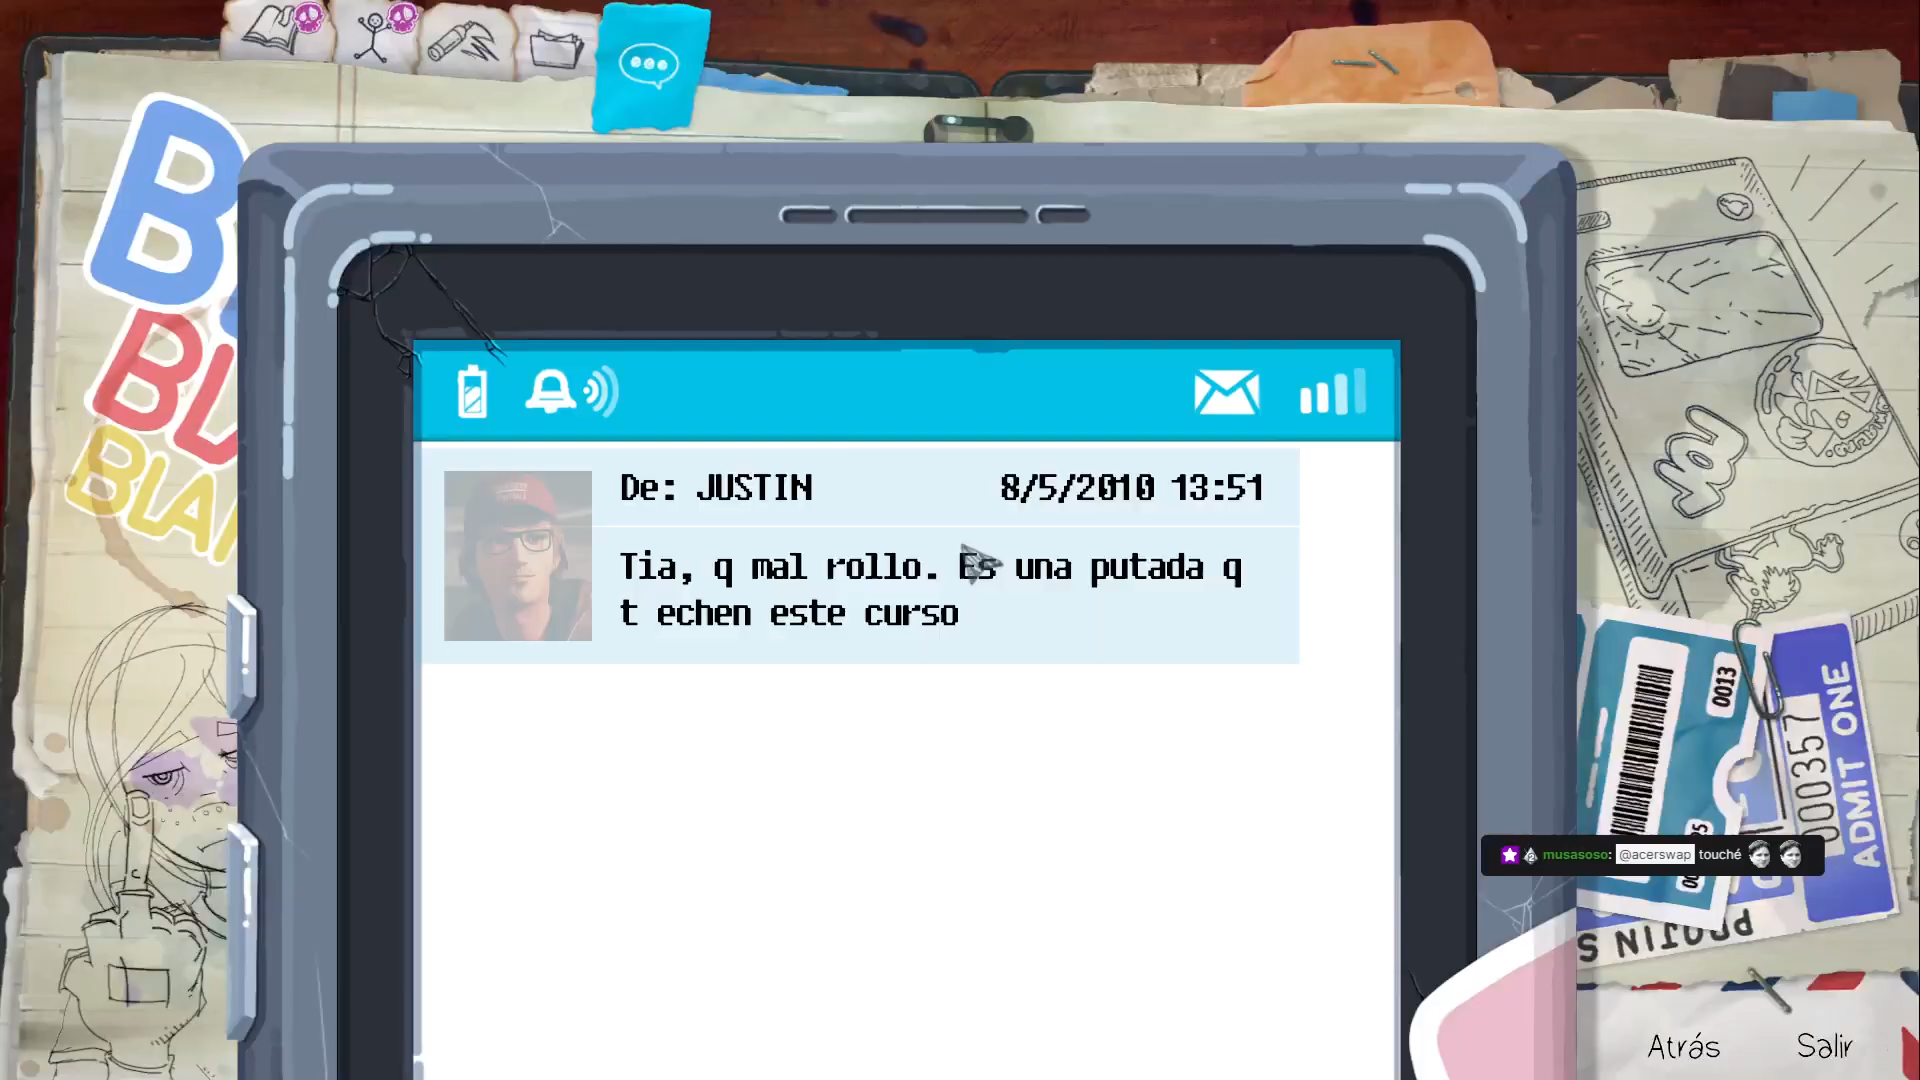 De: JUSTIN 8/5/2010 13:51
Tia, q mal rollo. Es una putada q
t echen este curso
musasoso: @acerswap touché
0013
000357
ADMIT ONE
Atrás Salir